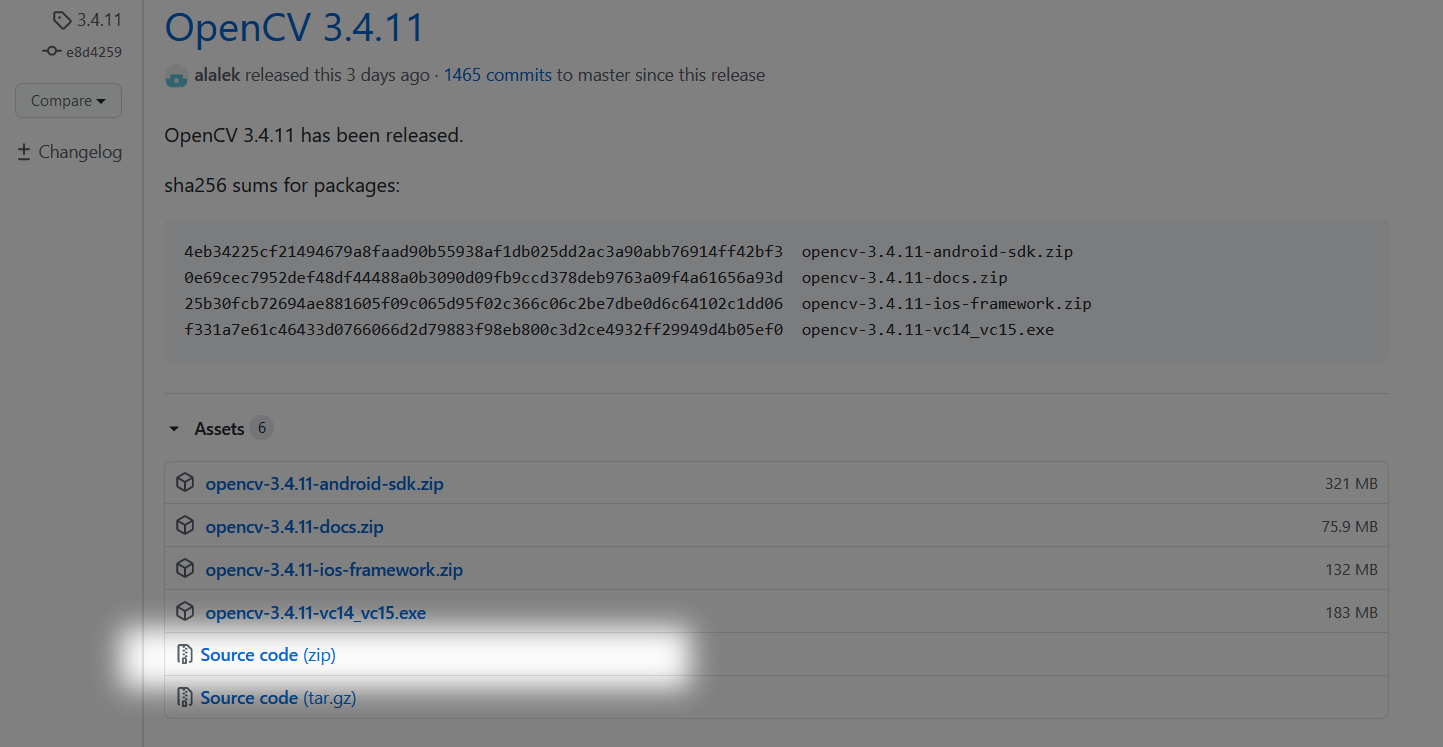 3.4.11
e8d4259
Compare
Changelog
OpenCV 3.4.11
alalek released this 3 days ago · 1465 commits to master since this release
OpenCV 3.4.11 has been released.
sha256 sums for packages:
4eb34225cf21494679a8faad90b55938af1db025dd2ac3a90abb76914ff42bf3 opencv-3.4.11-android-sdk.zip
0e69cec7952def48df44488a0b3090d09fb9ccd378deb9763a09f4a61656a93d opencv-3.4.11-docs.zip
25b30fcb72694ae881605f09c065d95f02c366c06c2be7dbe0d6c64102c1dd06 opencv-3.4.11-ios-framework.zip
f331a7e61c46433d0766066d2d79883f98eb800c3d2ce4932ff29949d4b05ef0 opencv-3.4.11-vc14_vc15.exe
Assets 6
opencv-3.4.11-android-sdk.zip 321 MB
opencv-3.4.11-docs.zip 75.9 MB
opencv-3.4.11-ios-framework.zip 132 MB
opencv-3.4.11-vc14_vc15.exe 183 MB
Source code (zip)
Source code (tar.gz)